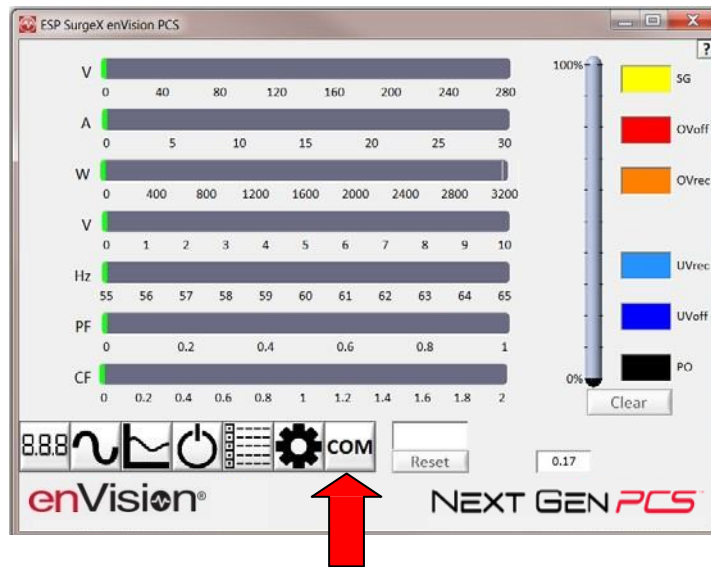 ESP SurgeX enVision PCS
?
V
0 40 80 120 160 200 240 280
A
0 5 10 15 20 25 30
W
0 400 800 1200 1600 2000 2400 2800 3200
V
0 1 2 3 4 5 6 7 8 9 10
Hz
55 56 57 58 59 60 61 62 63 64 65
PF
0 0.2 0.4 0.6 0.8 1
CF
0 0.2 0.4 0.6 0.8 1 1.2 1.4 1.6 1.8 2
100%
0%
SG
OVoff
OVrec
UVrec
UVoff
PO
Clear
8.8.8
COM
Reset
0.17
enVision®
NEXT GEN PCS